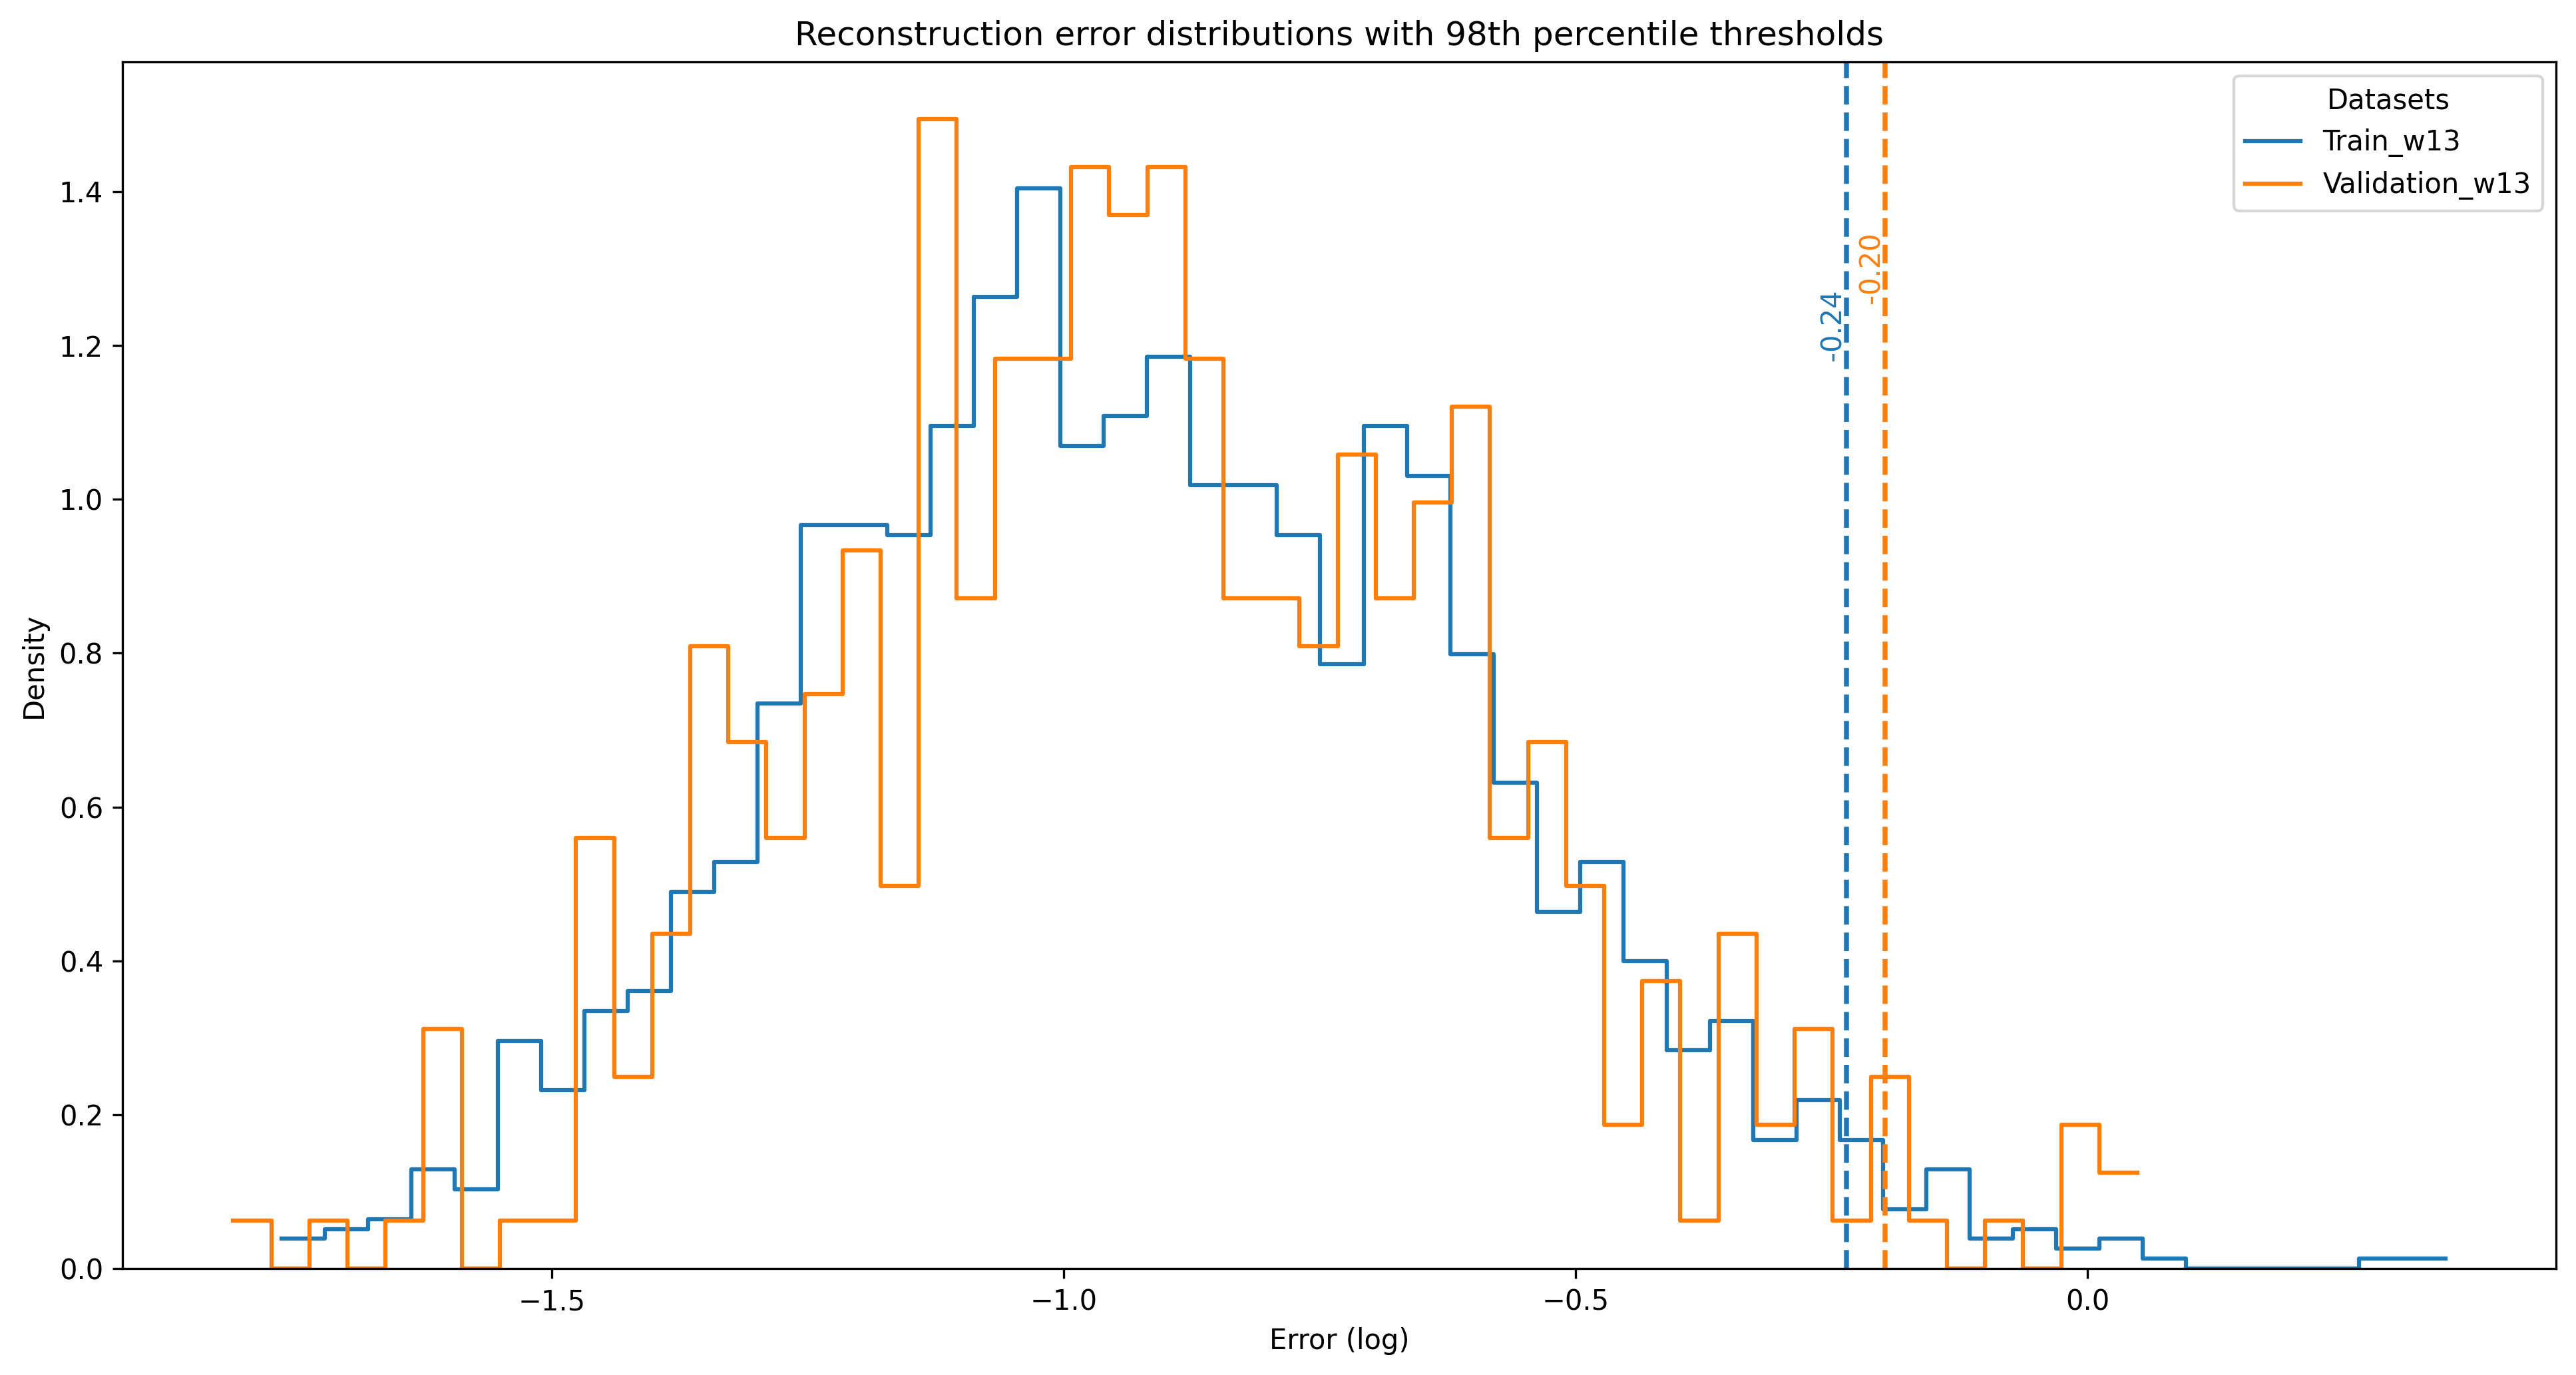 Reconstruction error distributions with 98th percentile thresholds
Datasets
Train_w13
Validation_w13
-0.20
-0.24
1.4
1.2
1.0
0.8
0.6
0.4
0.2
0.0
Density
−1.5
−1.0
−0.5
0.0
Error (log)